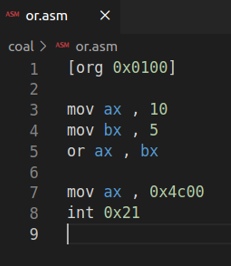 ASM or.asm ×
coal > ASM or.asm
1 [org 0x0100]
2
3 mov ax , 10
4 mov bx , 5
5 or ax , bx
6
7 mov ax , 0x4c00
8 int 0x21
9